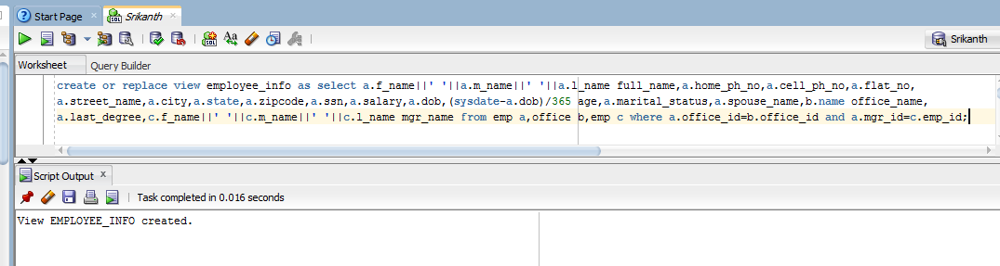 Start Page
Srikanth
Srikanth
Worksheet
Query Builder
create or replace view employee_info as select a.f_name||' '||a.m_name||' '||a.l_name full_name,a.home_ph_no,a.cell_ph_no,a.flat_no,
a.street_name,a.city,a.state,a.zipcode,a.ssn,a.salary,a.dob,(sysdate-a.dob)/365 age,a.marital_status,a.spouse_name,b.name office_name,
a.last_degree,c.f_name||' '||c.m_name||' '||c.l_name mgr_name from emp a,office b,emp c where a.office_id=b.office_id and a.mgr_id=c.emp_id;
Script Output
Task completed in 0.016 seconds
View EMPLOYEE_INFO created.